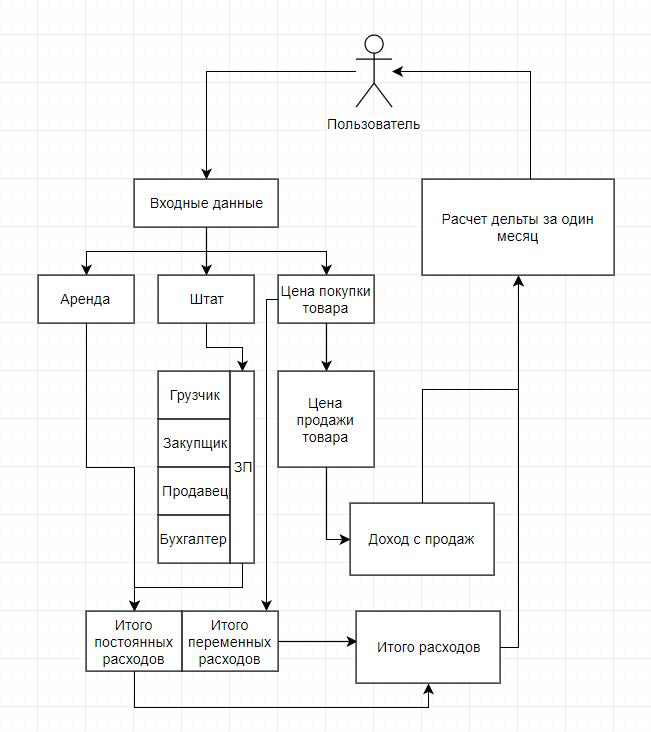 Пользователь
Входные данные
Расчет дельты за один
месяц
Аренда
Штат
Цена покупки
товара
Грузчик
Закупщик
Продавец
Бухгалтер
ЗП
Цена
продажи
товара
Доход с продаж
Итого
постоянных
расходов
Итого
переменных
расходов
Итого расходов